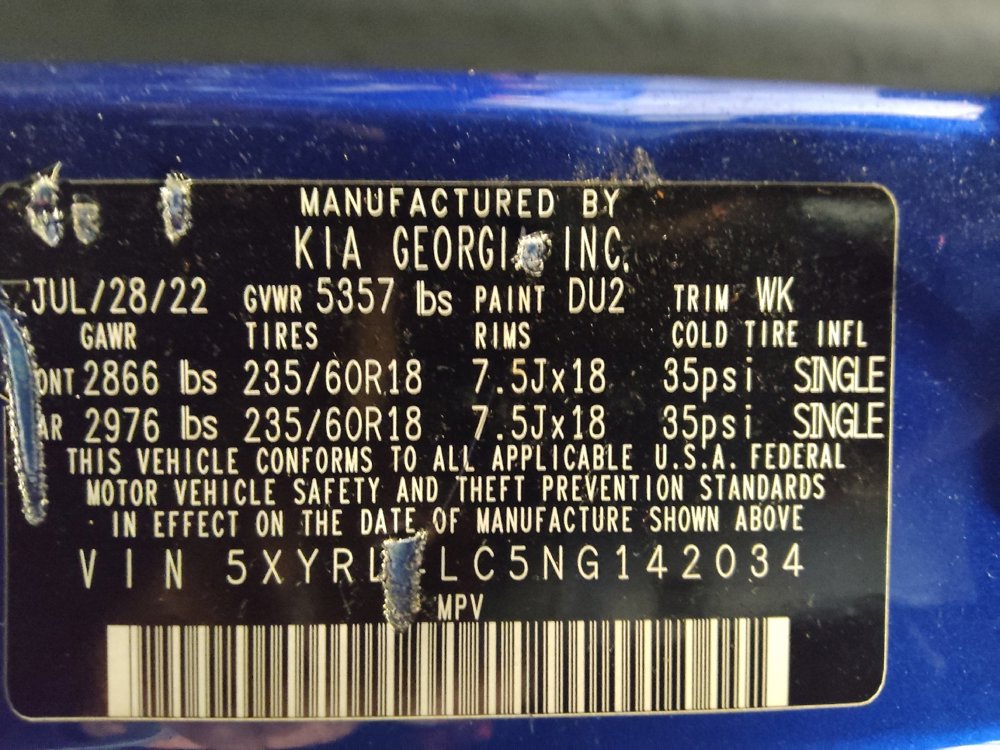 MANUFACTURED BY
KIA INC.
JUL/28/22 GVWR 5357 lbs PAINT DU2 TRIM WK
GAWR TIRES RIMS COLD TIRE INFL
2866 lbs 235/60R18 7.5Jx18 35psi SINGLE
2976 lbs 235/60R18 7.5Jx18 35psi SINGLE
THIS VEHICLE CONFORMS TO ALL APPLICABLE U.S.A. FEDERAL
MOTOR VEHICLE SAFETY AND THEFT PREVENTION STANDARDS
IN EFFECT ON THE DATE OF MANUFACTURE SHOWN ABOVE
VIN
MPV